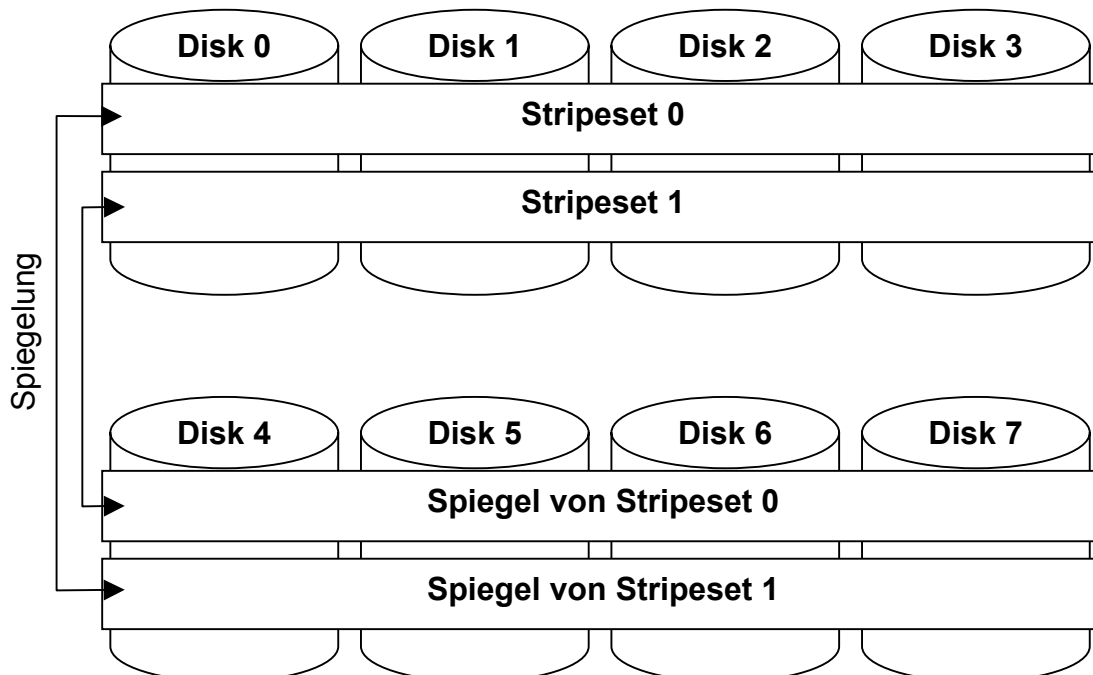 Disk 0
Disk 1
Disk 2
Disk 3
Stripeset 0
Stripeset 1
Spiegelung
Disk 4
Disk 5
Disk 6
Disk 7
Spiegel von Stripeset 0
Spiegel von Stripeset 1